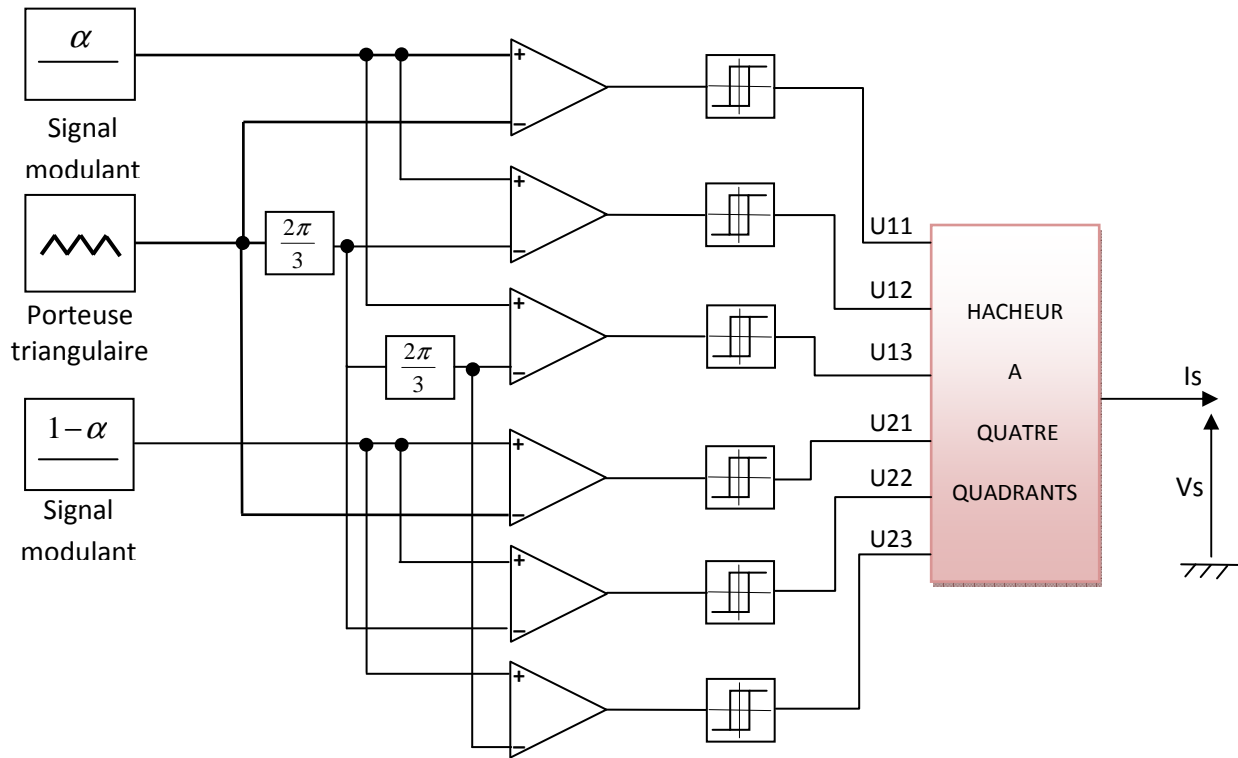 α
Signal
modulant
Porteuse
triangulaire
1−α
Signal
modulant
2π
3
2π
3
+
−
+
−
+
−
+
−
+
−
+
−
U11
U12
U13
U21
U22
U23
HACHEUR
A
QUATRE
QUADRANTS
Is
Vs